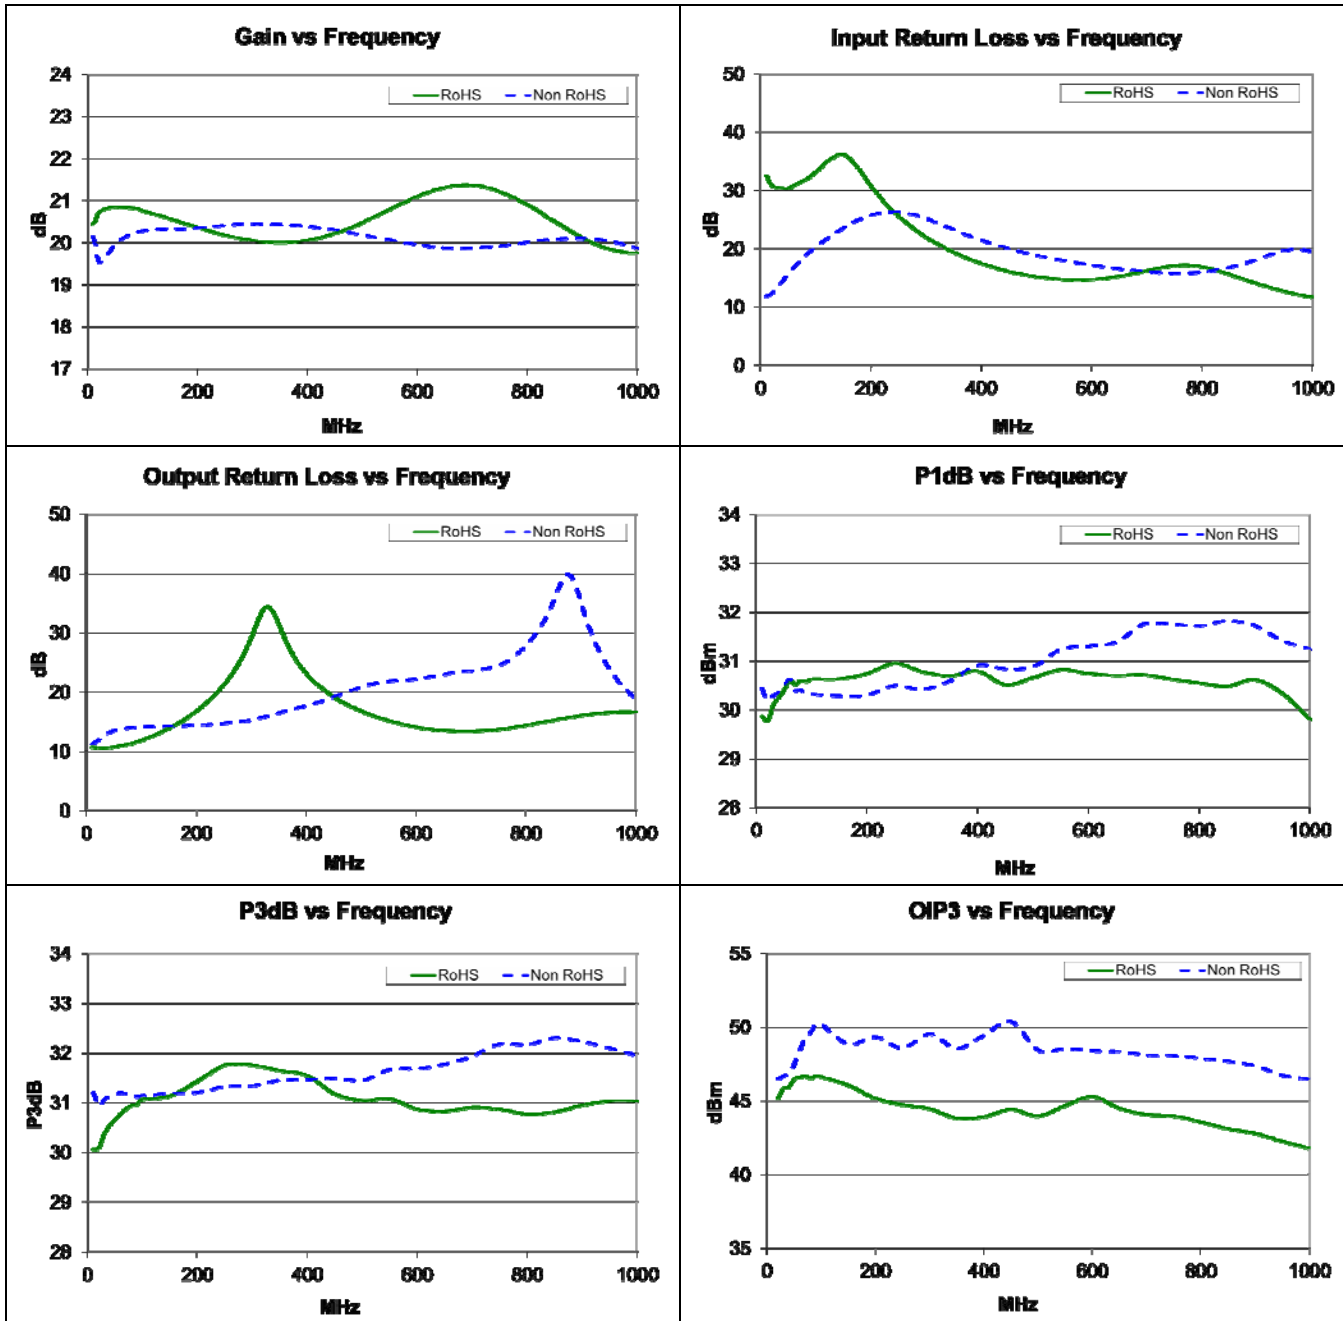 Gain vs Frequency
24
23
22
21
20
19
18
17
dB
RoHS Non RoHS
0 200 400 600 800 1000
MHz
Input Return Loss vs Frequency
50
40
30
20
10
0
dB
RoHS Non RoHS
0 200 400 600 800 1000
MHz
Output Return Loss vs Frequency
50
40
30
20
10
0
dB
RoHS Non RoHS
0 200 400 600 800 1000
MHz
P1dB vs Frequency
34
33
32
31
30
29
28
dBm
RoHS Non RoHS
0 200 400 600 800 1000
MHz
P3dB vs Frequency
34
33
32
31
30
29
28
P3dB
RoHS Non RoHS
0 200 400 600 800 1000
MHz
OIP3 vs Frequency
55
50
45
40
35
dBm
RoHS Non RoHS
0 200 400 600 800 1000
MHz